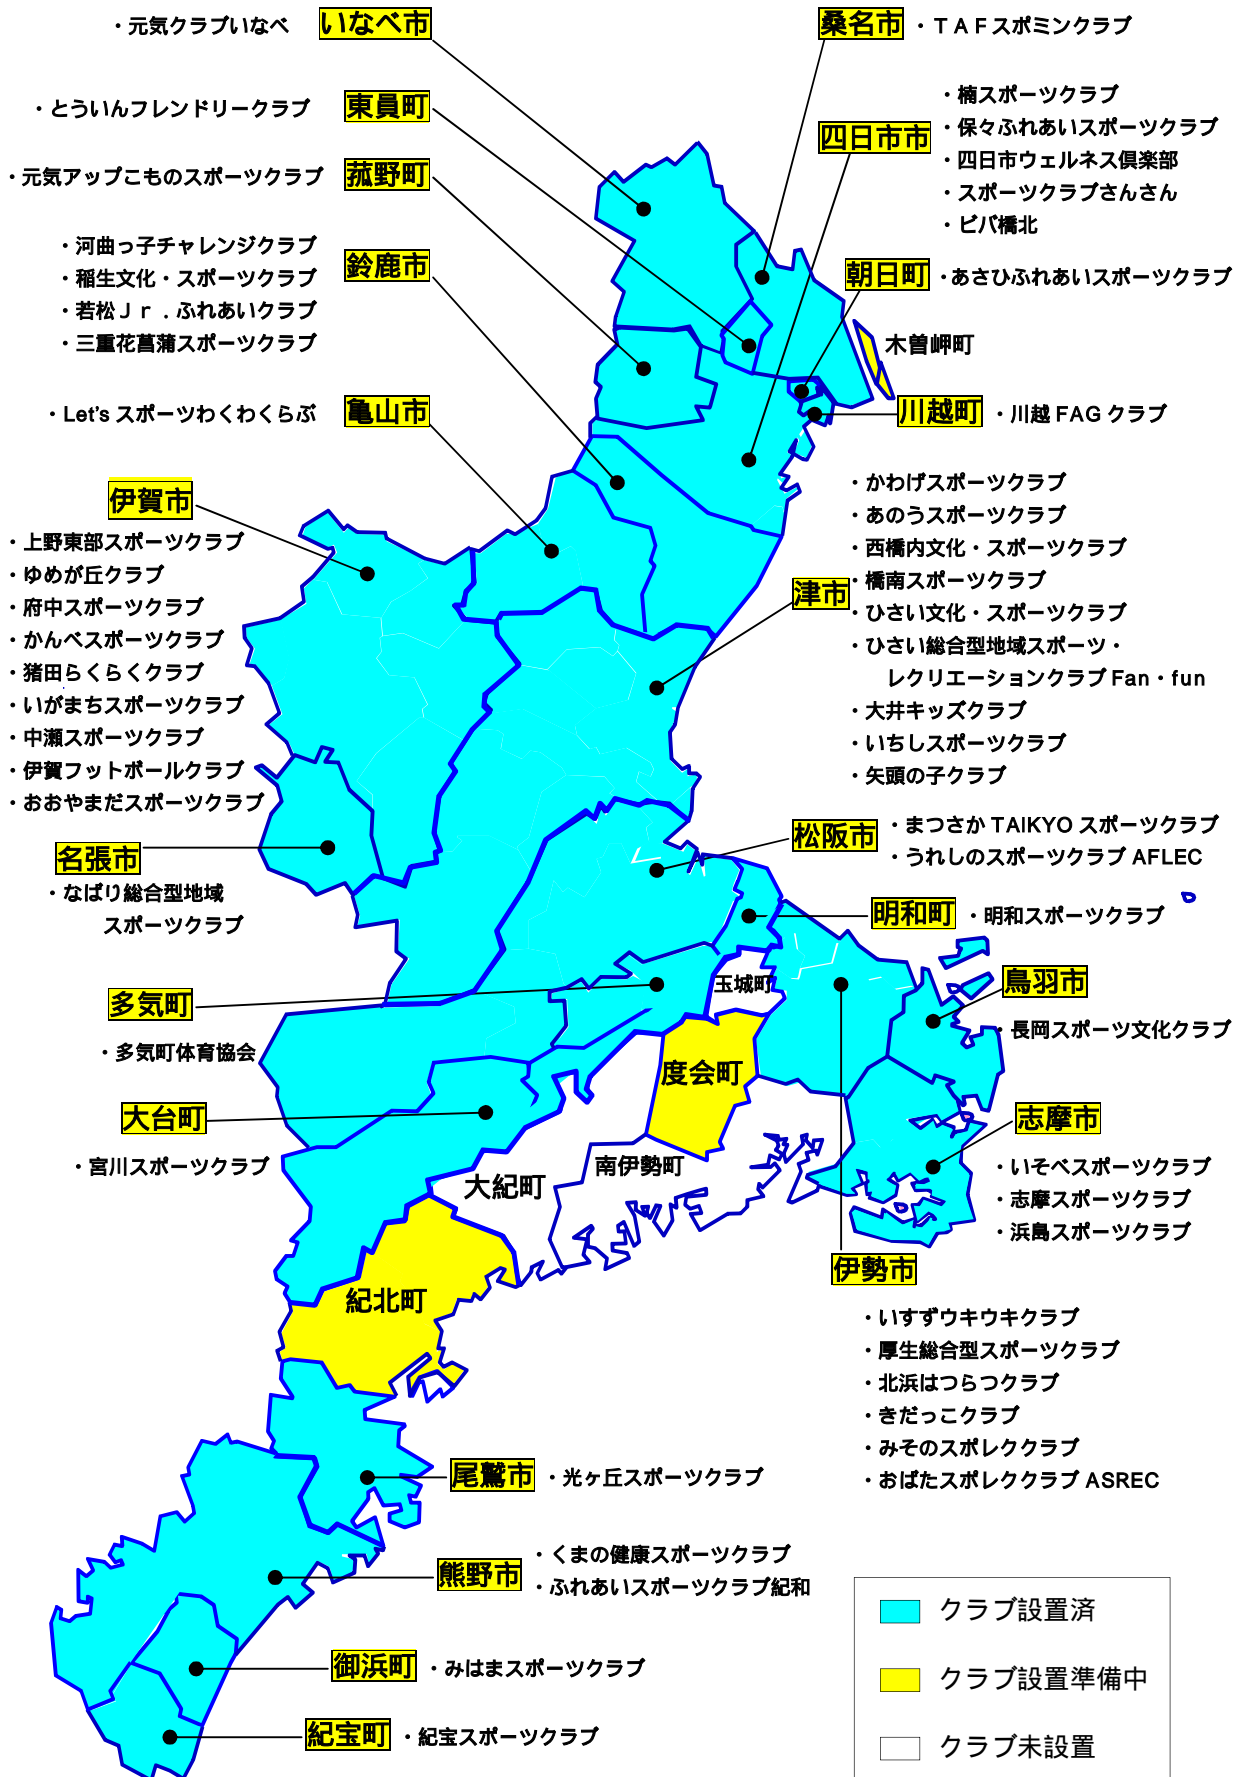 ・元気クラブいなべ いなべ市
桑名市 ・ＴＡＦスポミンクラブ
・とういんフレンドリークラブ 東員町
四日市市
・楠スポーツクラブ
・保々ふれあいスポーツクラブ
・四日市ウェルネス倶楽部
・スポーツクラブさんさん
・ビバ橋北
・元気アップこものスポーツクラブ 菰野町
・河曲っ子チャレンジクラブ
・稲生文化・スポーツクラブ
・若松Ｊｒ．ふれあいクラブ
・三重花菖蒲スポーツクラブ
鈴鹿市
朝日町 ・あさひふれあいスポーツクラブ
木曽岬町
・Let's スポーツわくわくらぶ 亀山市
川越町 ・川越 FAG クラブ
伊賀市
・上野東部スポーツクラブ
・ゆめが丘クラブ
・府中スポーツクラブ
・かんべスポーツクラブ
・猪田らくらくクラブ
・いがまちスポーツクラブ
・中瀬スポーツクラブ
・伊賀フットボールクラブ
・おおやまだスポーツクラブ
津市
・かわげスポーツクラブ
・あのうスポーツクラブ
・西橋内文化・スポーツクラブ
・橋南スポーツクラブ
・ひさい文化・スポーツクラブ
・ひさい総合型地域スポーツ・
レクリエーションクラブ Fan・fun
・大井キッズクラブ
・いちしスポーツクラブ
・矢頭の子クラブ
名張市
・なばり総合型地域
スポーツクラブ
松阪市
・まつさか TAIKYO スポーツクラブ
・うれしのスポーツクラブ AFLEC
明和町 ・明和スポーツクラブ
玉城町
多気町
・多気町体育協会
鳥羽市
・長岡スポーツ文化クラブ
度会町
大台町
・宮川スポーツクラブ
志摩市
・いそべスポーツクラブ
・志摩スポーツクラブ
・浜島スポーツクラブ
南伊勢町
大紀町
伊勢市
・いすずウキウキクラブ
・厚生総合型スポーツクラブ
・北浜はつらつクラブ
・きだっこクラブ
・みそのスポレククラブ
・おばたスポレククラブ ASREC
紀北町
尾鷲市 ・光ヶ丘スポーツクラブ
熊野市
・くまの健康スポーツクラブ
・ふれあいスポーツクラブ紀和
御浜町 ・みはまスポーツクラブ
紀宝町 ・紀宝スポーツクラブ
クラブ設置済
クラブ設置準備中
クラブ未設置